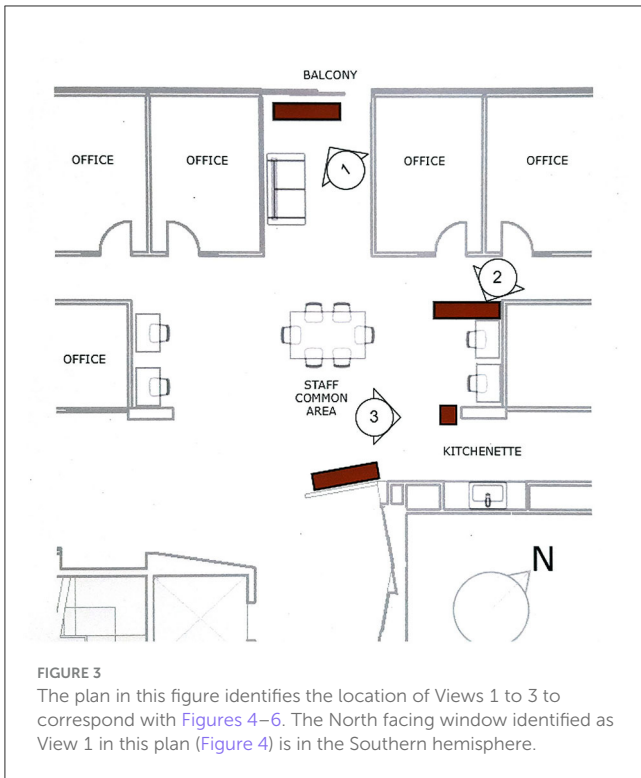 BALCONY
OFFICE
OFFICE
OFFICE
OFFICE
1
2
OFFICE
STAFF
COMMON
AREA
3
KITCHENETTE
N
FIGURE 3
The plan in this figure identifies the location of Views 1 to 3 to
correspond with Figures 4–6. The North facing window identified as
View 1 in this plan (Figure 4) is in the Southern hemisphere.